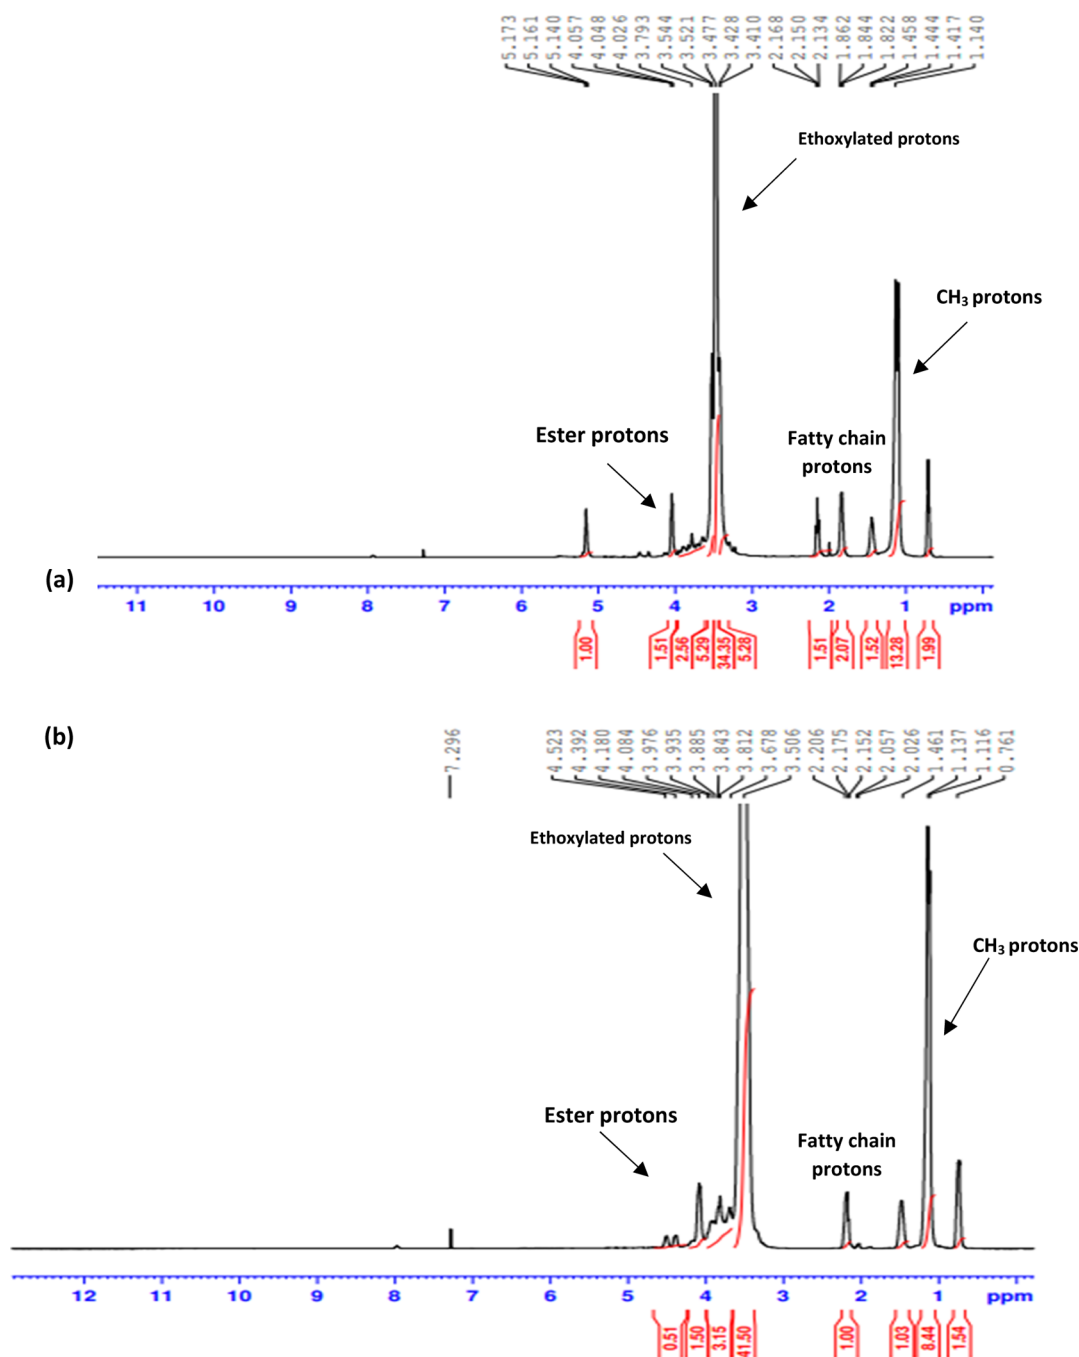 5.173 5.161 5.140 4.057 4.048 4.026 3.793 3.544 3.521 3.477 3.428 3.410 2.168 2.150 2.134 1.862 1.844 1.822 1.458 1.444 1.417 1.140
Ethoxylated protons
CH3 protons
Ester protons
Fatty chain
protons
(a)
11 10 9 8 7 6 5 4 3 2 1 ppm
1.00 1.51 2.56 5.29 34.35 5.28 1.51 2.07 1.52 13.28 1.99
(b)
7.296 4.523 4.392 4.180 4.084 3.976 3.935 3.885 3.843 3.812 3.678 3.506 2.206 2.175 2.152 2.057 2.026 1.461 1.137 1.116 0.761
Ethoxylated protons
CH3 protons
Ester protons
Fatty chain
protons
12 11 10 9 8 7 6 5 4 3 2 1 ppm
0.51 1.50 3.15 41.50 1.00 1.03 8.44 1.54